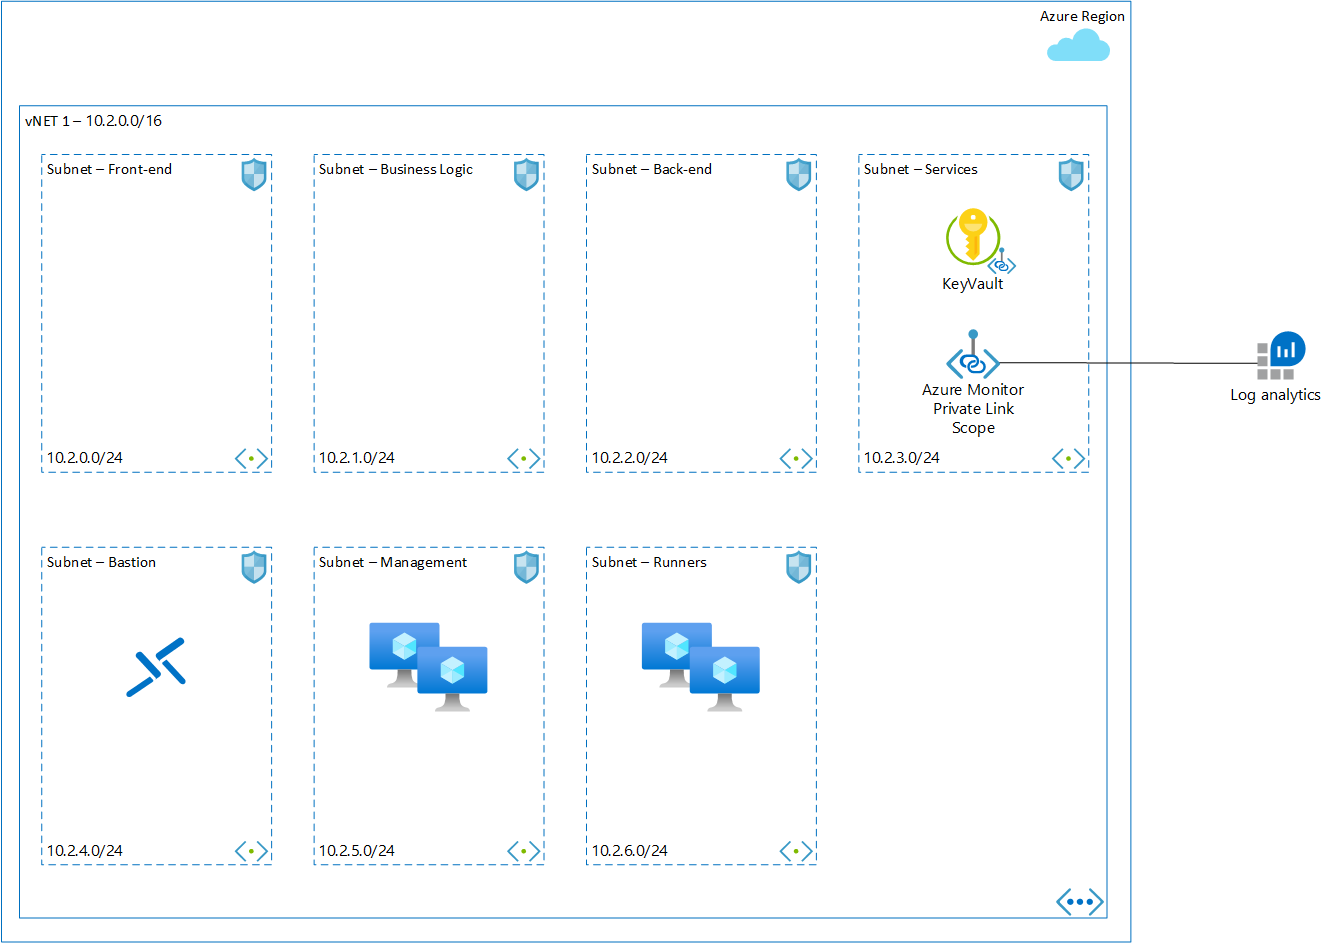 Azure Region
vNET 1 – 10.2.0.0/16
Subnet – Front-end
10.2.0.0/24
Subnet – Business Logic
10.2.1.0/24
Subnet – Back-end
10.2.2.0/24
Subnet – Services
KeyVault
Azure Monitor
Private Link
Scope
10.2.3.0/24
Log analytics
Subnet – Bastion
10.2.4.0/24
Subnet – Management
10.2.5.0/24
Subnet – Runners
10.2.6.0/24